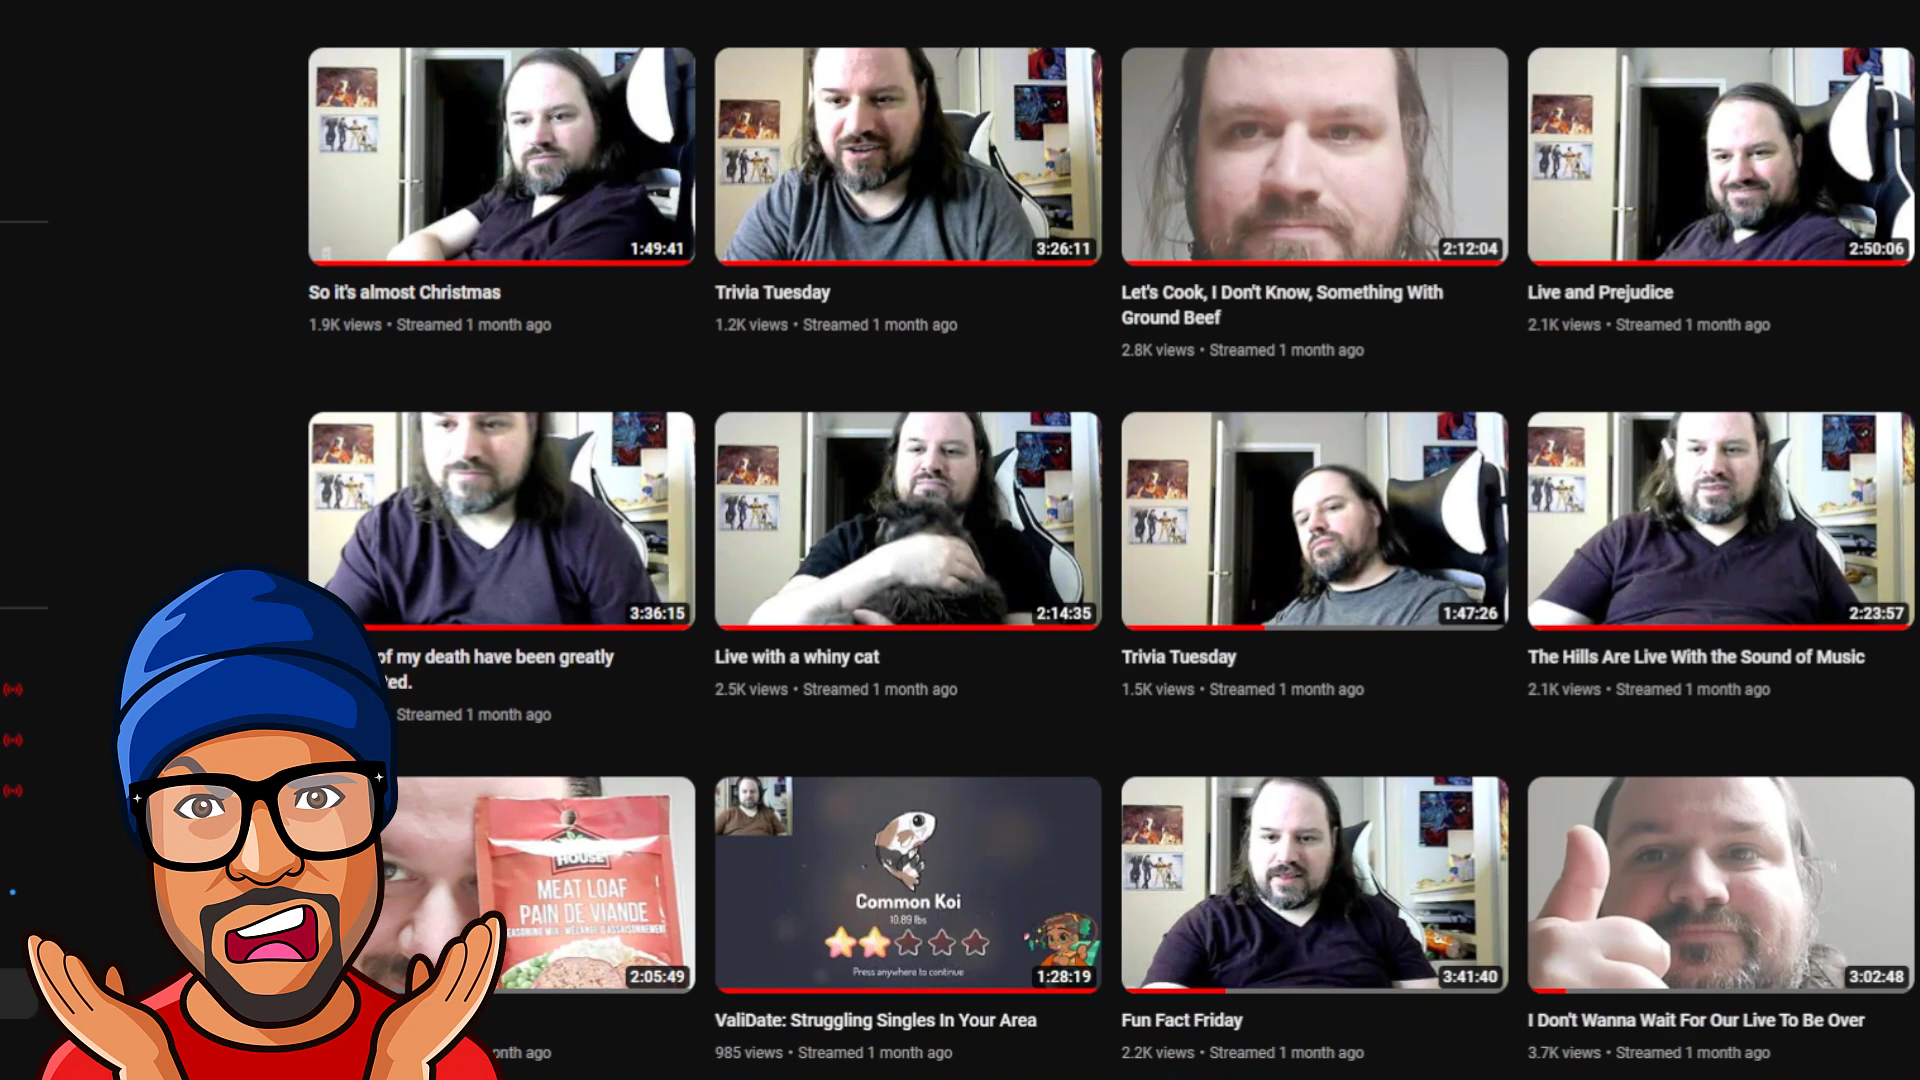 1:49:41
3:26:11
2:12:04
2:50:06
So it's almost Christmas
1.9K views • Streamed 1 month ago
Trivia Tuesday
1.2K views • Streamed 1 month ago
Let's Cook, I Don't Know, Something With
Ground Beef
2.8K views • Streamed 1 month ago
Live and Prejudice
2.1K views • Streamed 1 month ago
3:36:15
2:14:35
1:47:26
2:23:57
of my death have been greatly
ted.
Streamed 1 month ago
Live with a whiny cat
2.5K views • Streamed 1 month ago
Trivia Tuesday
1.5K views • Streamed 1 month ago
The Hills Are Live With the Sound of Music
2.1K views • Streamed 1 month ago
HOUSE
MEAT LOAF
PAIN DE VIANDE
SEASONING MIX - MÉLANGE D'ASSAISONNEMENT
2:05:49
Common Koi
10.89 lbs
Press anywhere to continue
1:28:19
3:41:40
3:02:48
onth ago
ValiDate: Struggling Singles In Your Area
985 views • Streamed 1 month ago
Fun Fact Friday
2.2K views • Streamed 1 month ago
I Don't Wanna Wait For Our Live To Be Over
3.7K views • Streamed 1 month ago